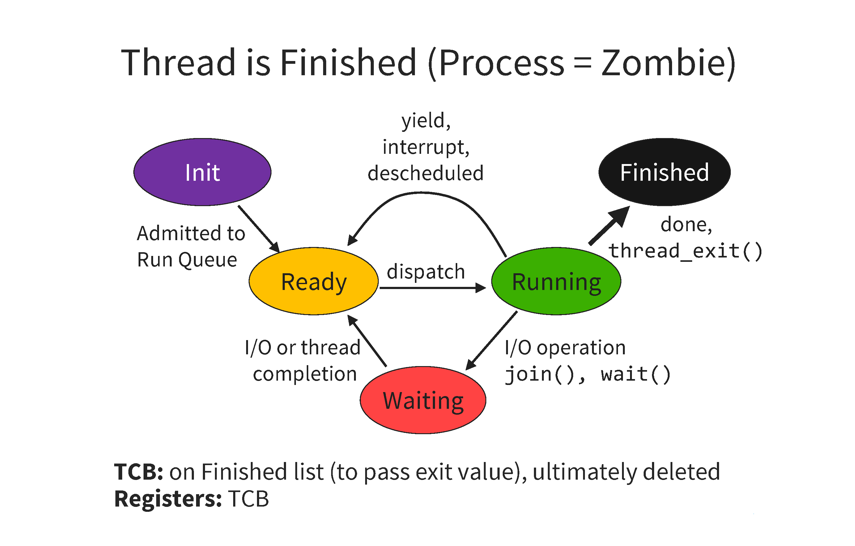 Thread is Finished (Process = Zombie)
yield,
interrupt,
descheduled
Init
Finished
Admitted to
Run Queue
done,
thread_exit()
Ready
dispatch
Running
I/O or thread
completion
I/O operation
join(), wait()
Waiting
TCB: on Finished list (to pass exit value), ultimately deleted
Registers: TCB